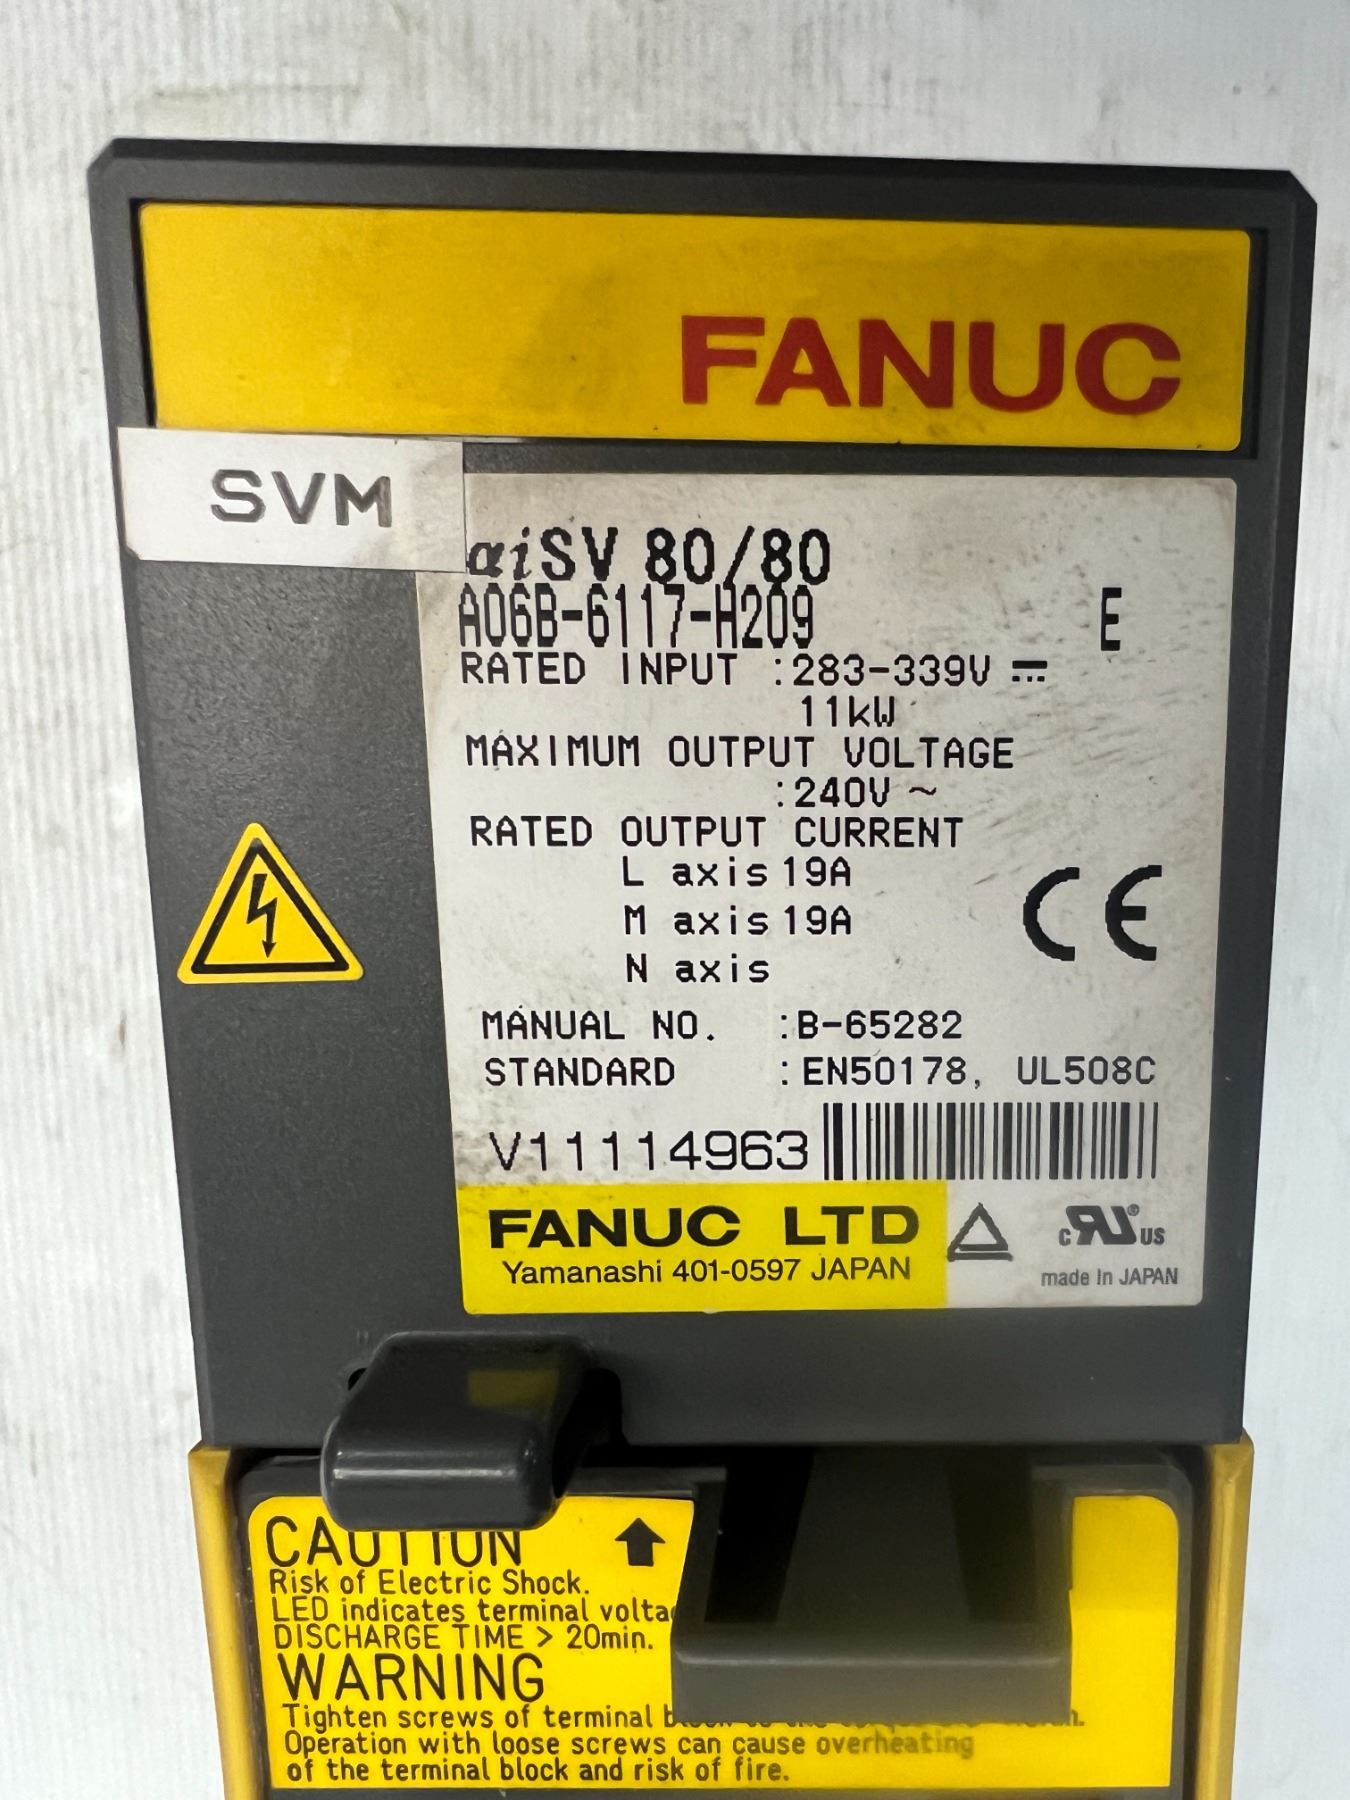 FANUC
SVM
αiSV 80/80
A06B-6117-H209 E
RATED INPUT :283-339V
11kW
MAXIMUM OUTPUT VOLTAGE
:240V ~
RATED OUTPUT CURRENT
L axis 19A
M axis 19A
N axis
CE
MANUAL NO. :B-65282
STANDARD :EN50178, UL508C
V11114963
FANUC LTD
Yamanashi 401-0597 JAPAN
c RU ® US
made in JAPAN
CAUTION
Risk of Electric Shock.
LED indicates terminal
DISCHARGE TIME > 20min.
WARNING
Tighten screws of terminal
Operation with loose screws can cause overheating
of the terminal block and risk of fire.